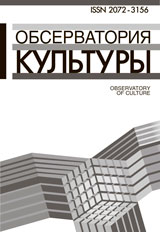 ISSN 2072-3156
ОБСЕРВАТОРИЯ
КУЛЬТУРЫ
OBSERVATORY
OF CULTURE